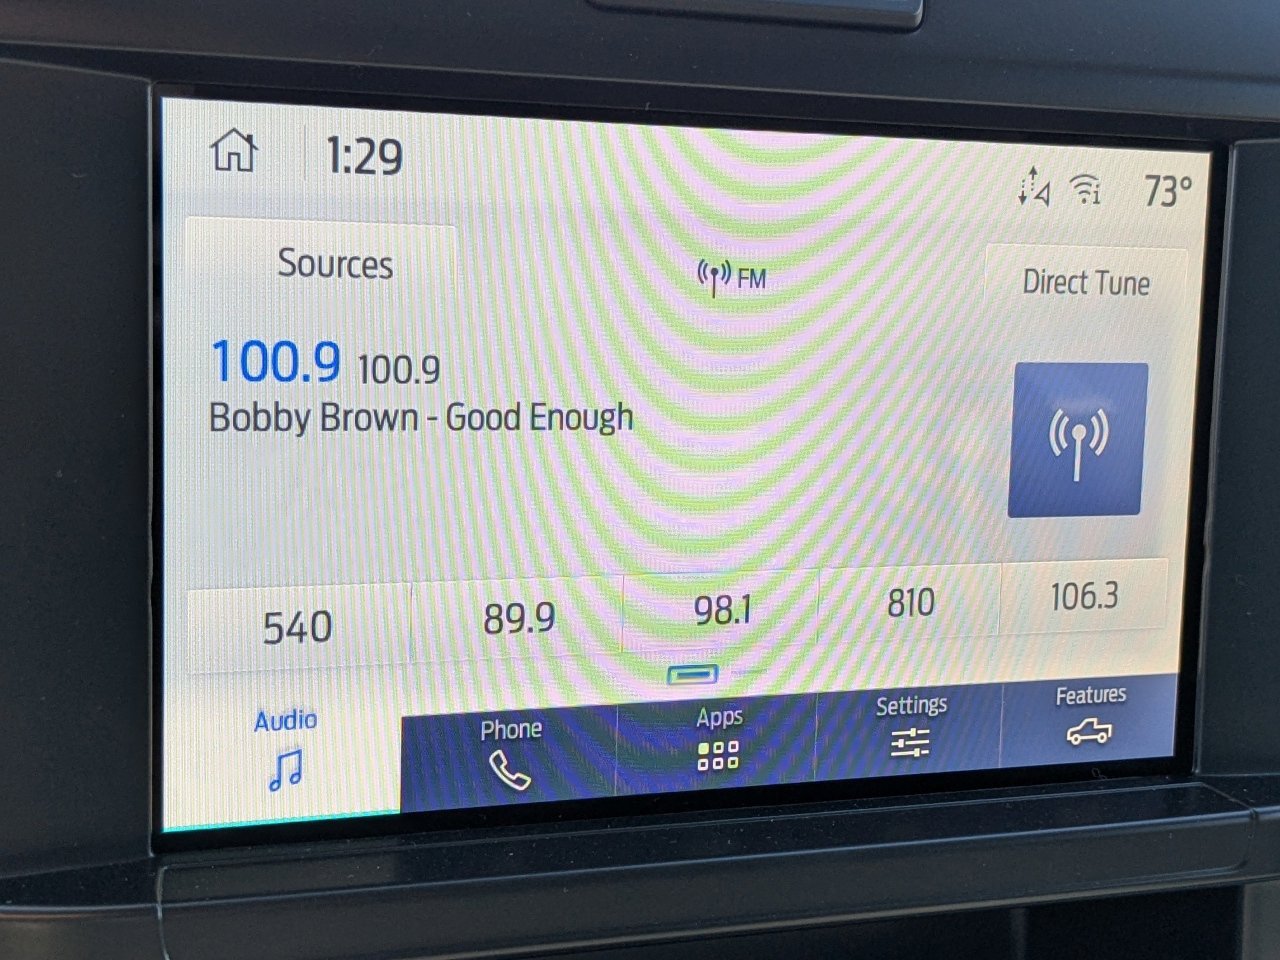 1:29
73°
Sources
FM
Direct Tune
100.9 100.9
Bobby Brown - Good Enough
540
89.9
98.1
810
106.3
Audio
Phone
Apps
Settings
Features